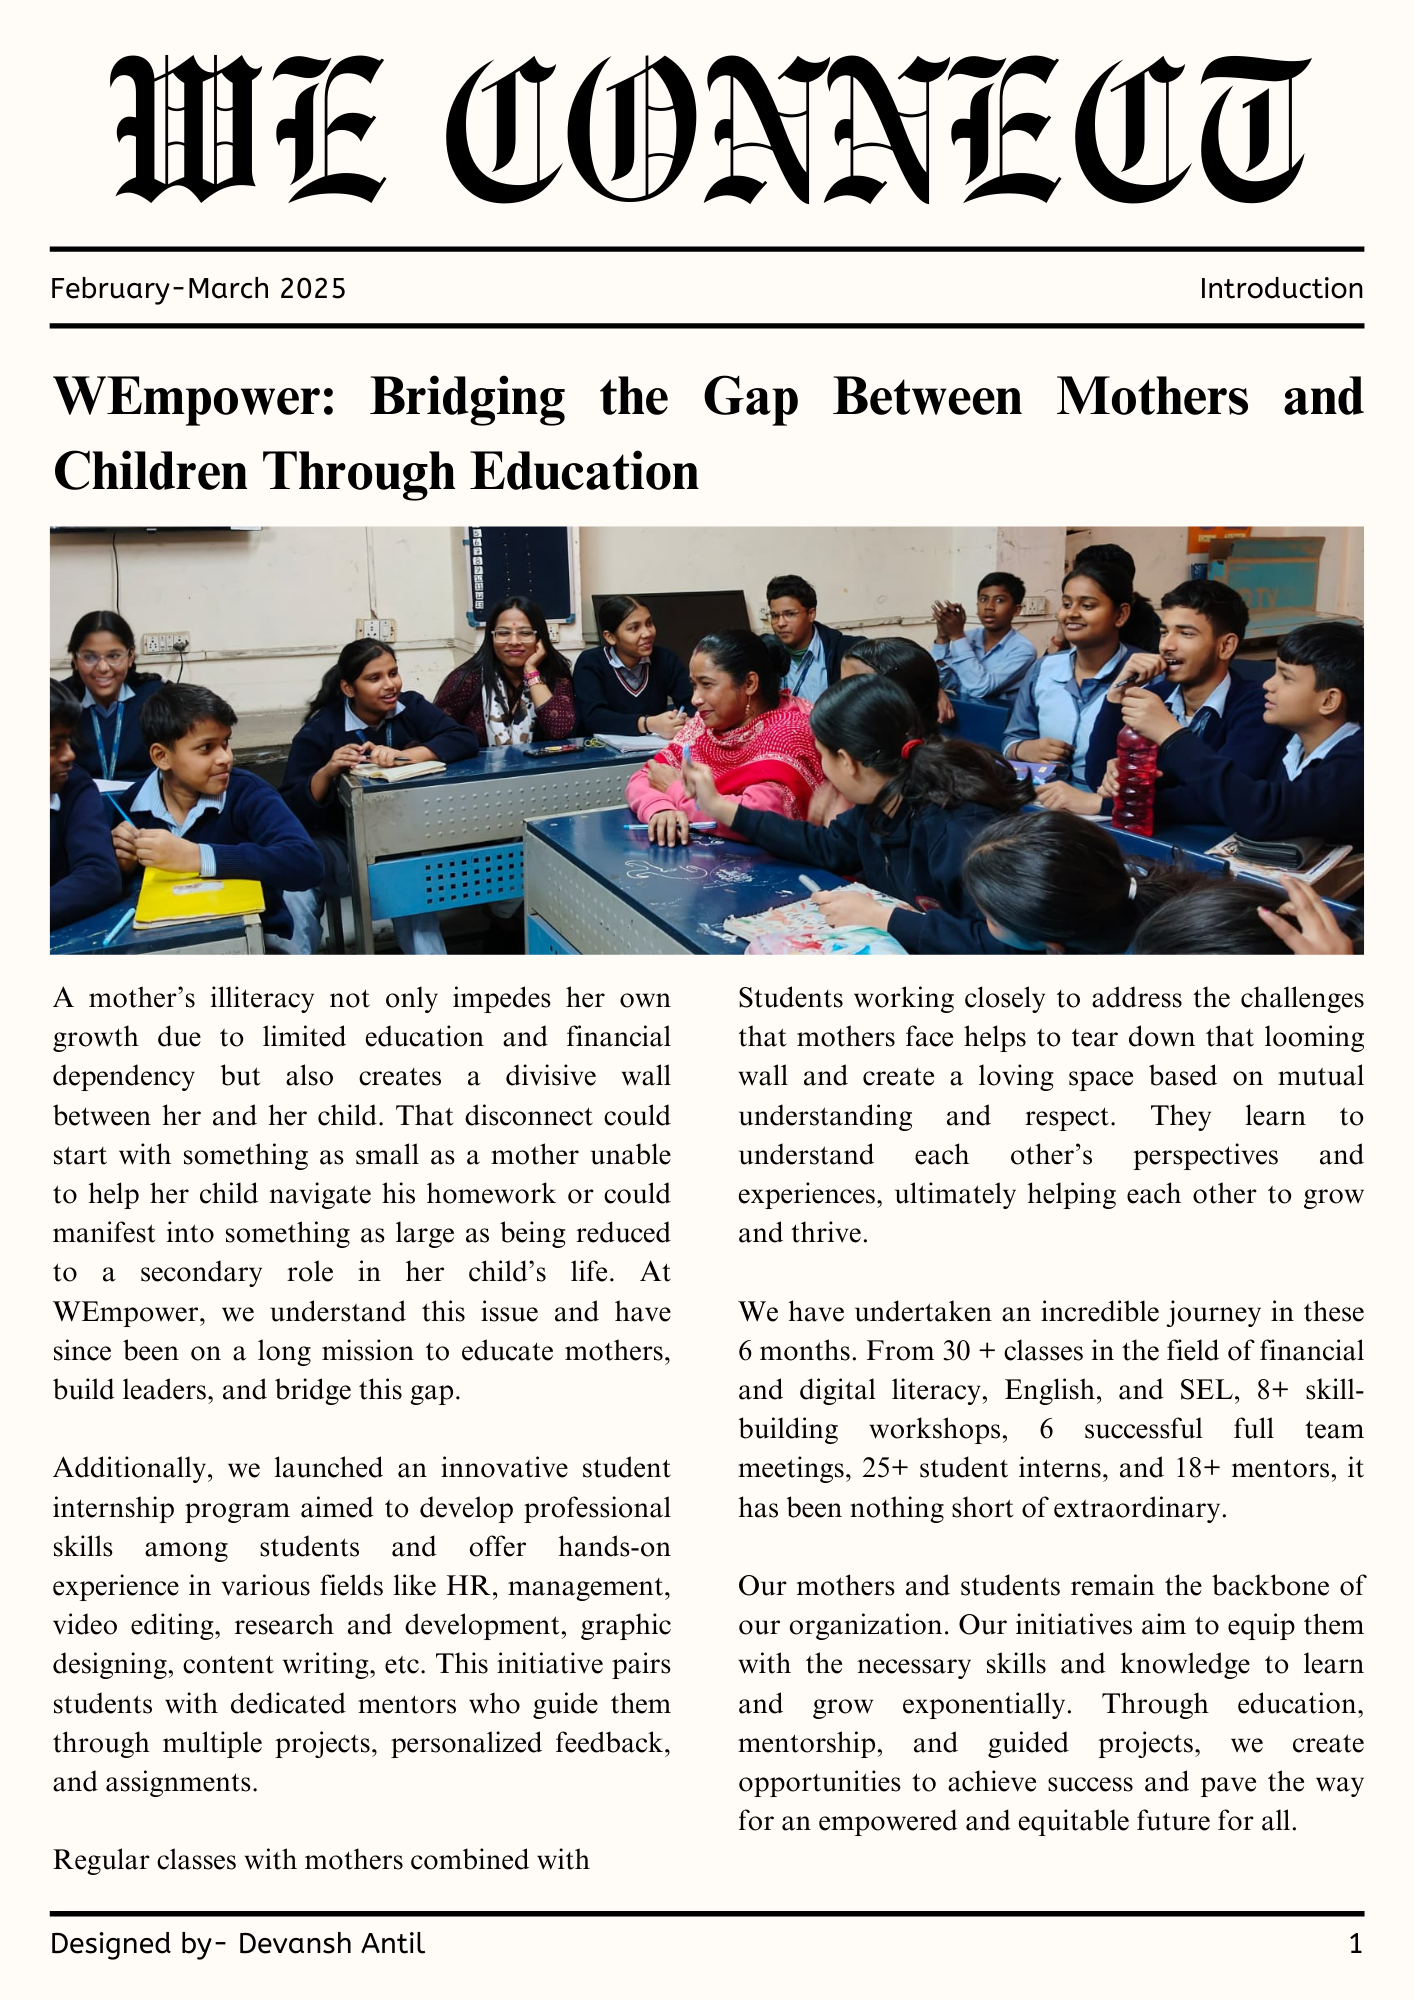 WE CONNECT
February-March 2025
Introduction
WEmpower: Bridging the Gap Between Mothers and
Children Through Education
A mother’s illiteracy not only impedes her own
growth due to limited education and financial
dependency but also creates a divisive wall
between her and her child. That disconnect could
start with something as small as a mother unable
to help her child navigate his homework or could
manifest into something as large as being reduced
to a secondary role in her child’s life. At
WEmpower, we understand this issue and have
since been on a long mission to educate mothers,
build leaders, and bridge this gap.
Additionally, we launched an innovative student
internship program aimed to develop professional
skills among students and offer hands-on
experience in various fields like HR, management,
video editing, research and development, graphic
designing, content writing, etc. This initiative pairs
students with dedicated mentors who guide them
through multiple projects, personalized feedback,
and assignments.
Regular classes with mothers combined with
Students working closely to address the challenges
that mothers face helps to tear down that looming
wall and create a loving space based on mutual
understanding and respect. They learn to
understand each other’s perspectives and
experiences, ultimately helping each other to grow
and thrive.
We have undertaken an incredible journey in these
6 months. From 30 + classes in the field of financial
and digital literacy, English, and SEL, 8+ skill-
building workshops, 6 successful full team
meetings, 25+ student interns, and 18+ mentors, it
has been nothing short of extraordinary.
Our mothers and students remain the backbone of
our organization. Our initiatives aim to equip them
with the necessary skills and knowledge to learn
and grow exponentially. Through education,
mentorship, and guided projects, we create
opportunities to achieve success and pave the way
for an empowered and equitable future for all.
Designed by- Devansh Antil
1